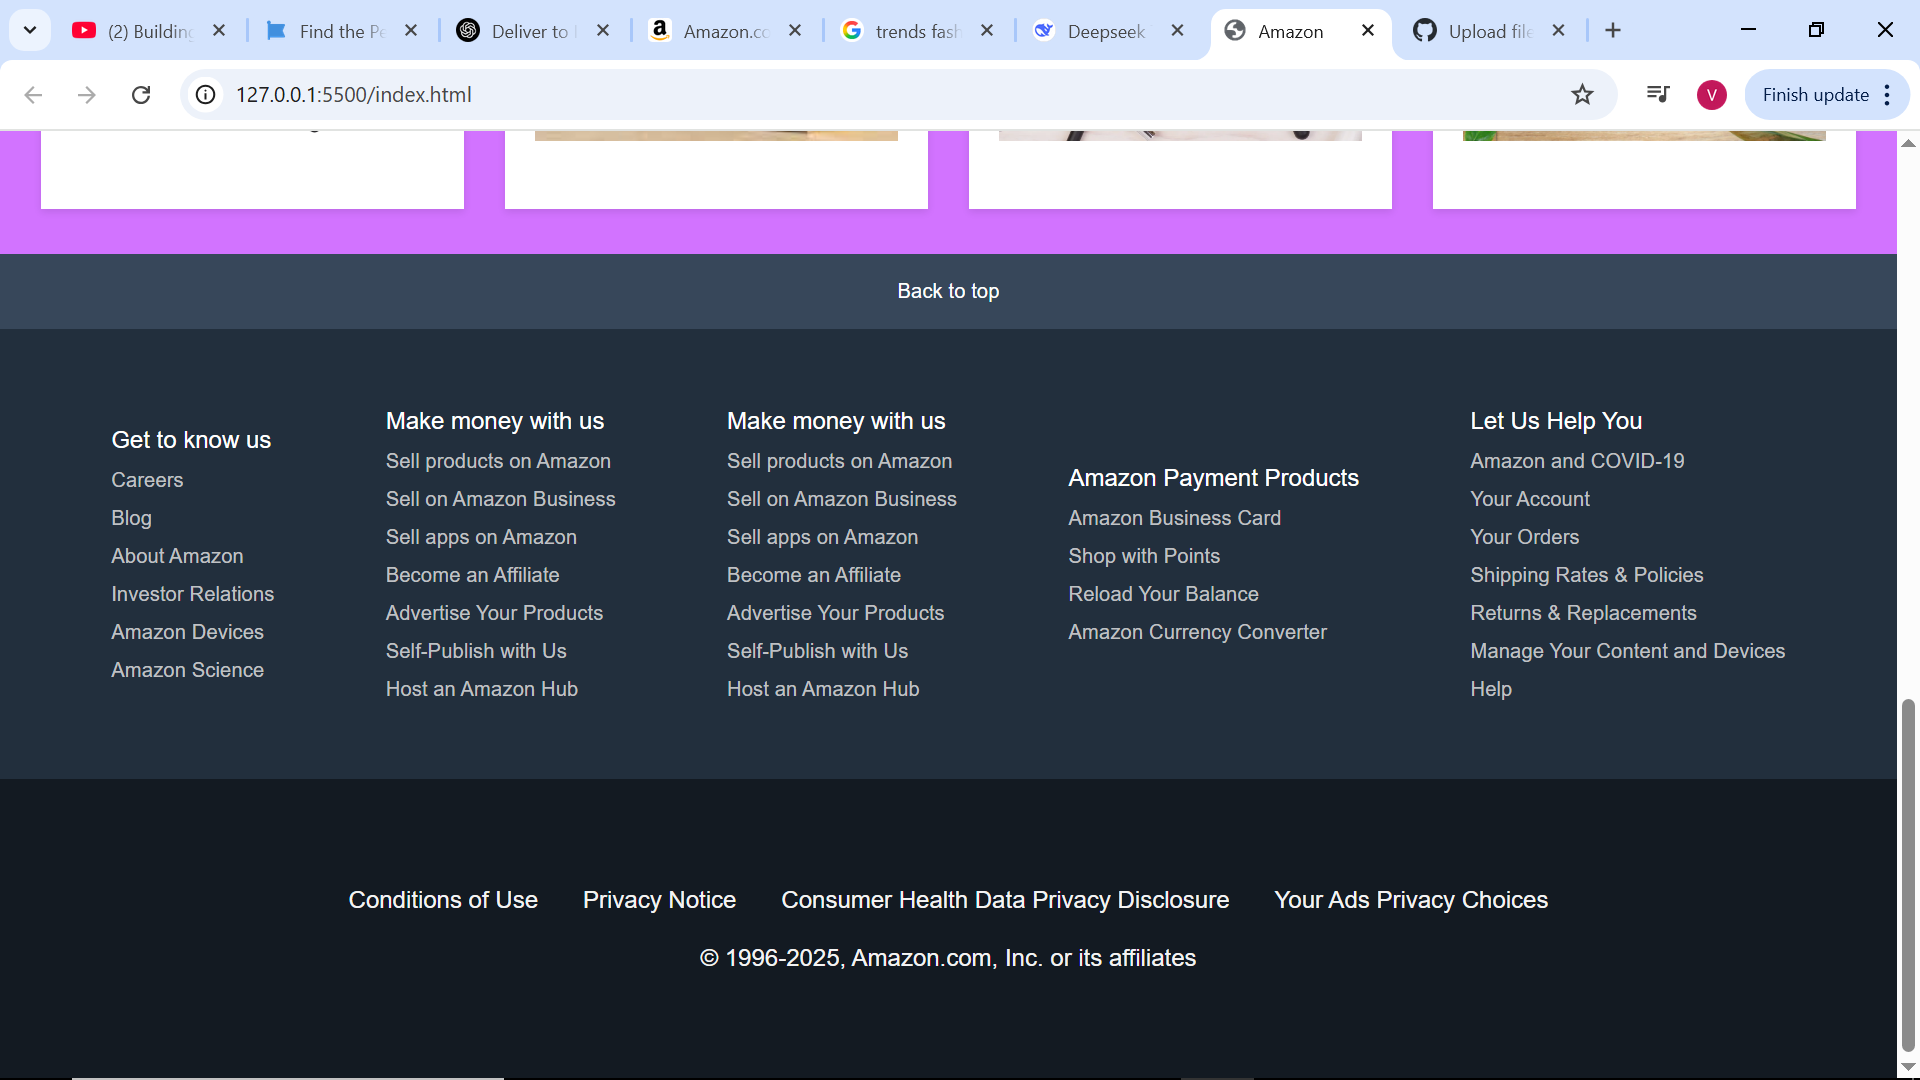 (2) Building
Find the Pe
Deliver to
Amazon.co
trends fash
Deepseek
Amazon
Upload file
127.0.0.1:5500/index.html
V
Finish update
Back to top
Get to know us
Careers
Blog
About Amazon
Investor Relations
Amazon Devices
Amazon Science
Make money with us
Sell products on Amazon
Sell on Amazon Business
Sell apps on Amazon
Become an Affiliate
Advertise Your Products
Self-Publish with Us
Host an Amazon Hub
Make money with us
Sell products on Amazon
Sell on Amazon Business
Sell apps on Amazon
Become an Affiliate
Advertise Your Products
Self-Publish with Us
Host an Amazon Hub
Amazon Payment Products
Amazon Business Card
Shop with Points
Reload Your Balance
Amazon Currency Converter
Let Us Help You
Amazon and COVID-19
Your Account
Your Orders
Shipping Rates & Policies
Returns & Replacements
Manage Your Content and Devices
Help
Conditions of Use Privacy Notice Consumer Health Data Privacy Disclosure Your Ads Privacy Choices
© 1996-2025, Amazon.com, Inc. or its affiliates